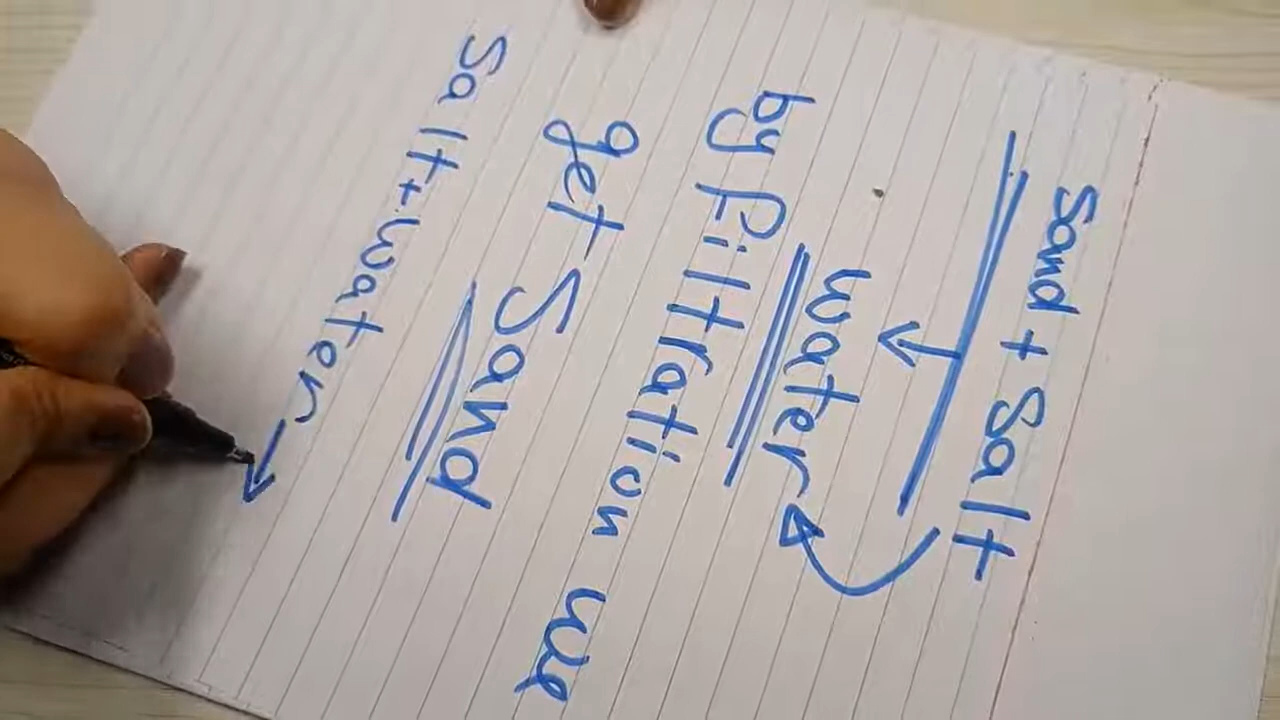 Sand + Salt
water
by filtration we
get Sand
Salt + water →